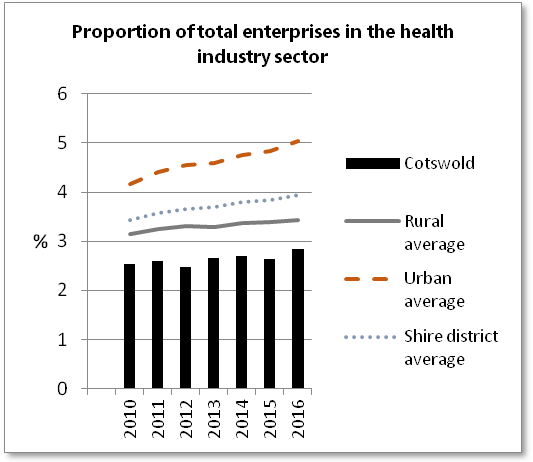 Proportion of total enterprises in the health
industry sector
6
5
4
3
2
1
0
%
2010
2011
2012
2013
2014
2015
2016
Cotswold
Rural
average
Urban
average
Shire district
average